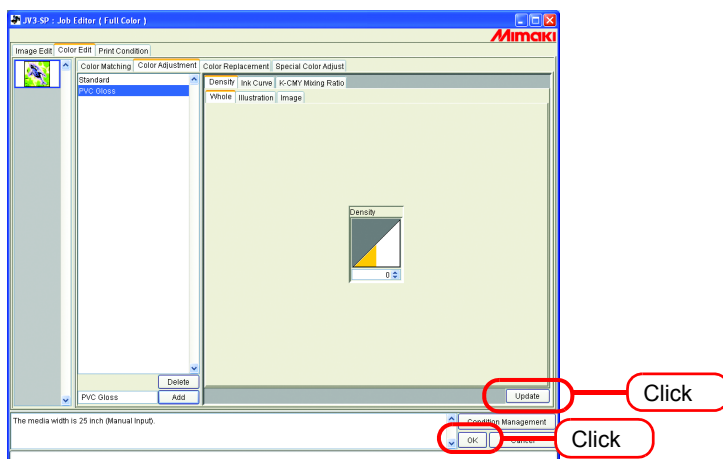 JV3-SP : Job Editor ( Full Color )
Mimaki
Image Edit Color Edit Print Condition
Color Matching Color Adjustment Color Replacement Special Color Adjust
Standard
PVC Gloss
Density Ink Curve K-CMY Mixing Ratio
Whole Illustration Image
Density
0
Delete
PVC Gloss Add
Update
Click
The media width is 25 inch (Manual Input).
Condition Management
OK Cancel
Click